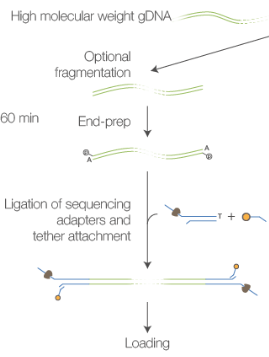 High molecular weight gDNA
Optional
fragmentation
60 min
End-prep
A
P
A
P
Ligation of sequencing
adapters and
tether attachment
T
+
Loading